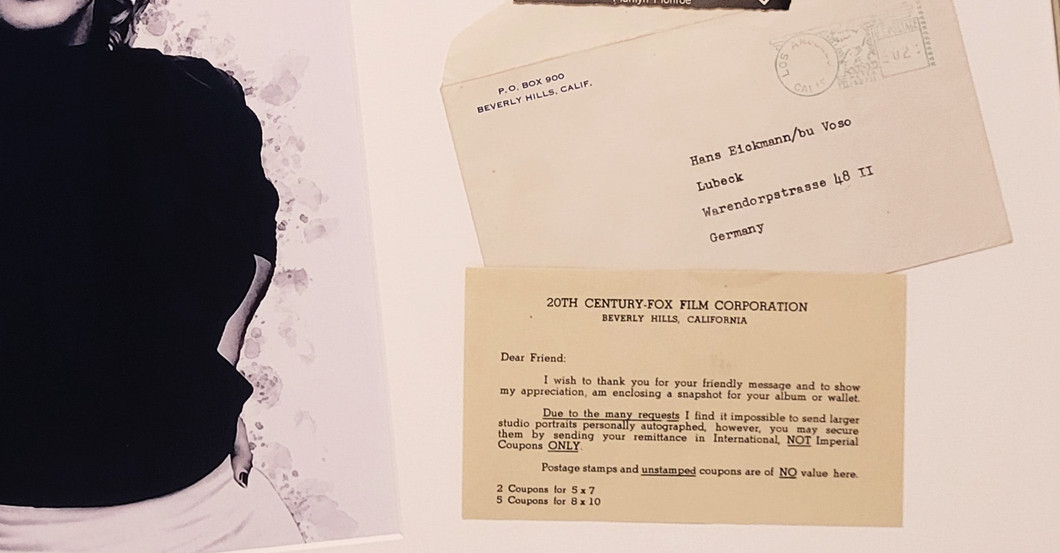 Marilyn Monroe
P.O. BOX 900
BEVERLY HILLS, CALIF.
LOS
CALIF.
02
Hans Eickmann/bu Voso
Lubeck
Warendorpstrasse 48 II
Germany
20TH CENTURY-FOX FILM CORPORATION
BEVERLY HILLS, CALIFORNIA
Dear Friend:
I wish to thank you for your friendly message and to show
my appreciation, am enclosing a snapshot for your album or wallet.
Due to the many requests I find it impossible to send larger
studio portraits personally autographed, however, you may secure
them by sending your remittance in International, NOT Imperial
Coupons ONLY.
Postage stamps and unstamped coupons are of NO value here.
2 Coupons for 5 x 7
5 Coupons for 8 x 10